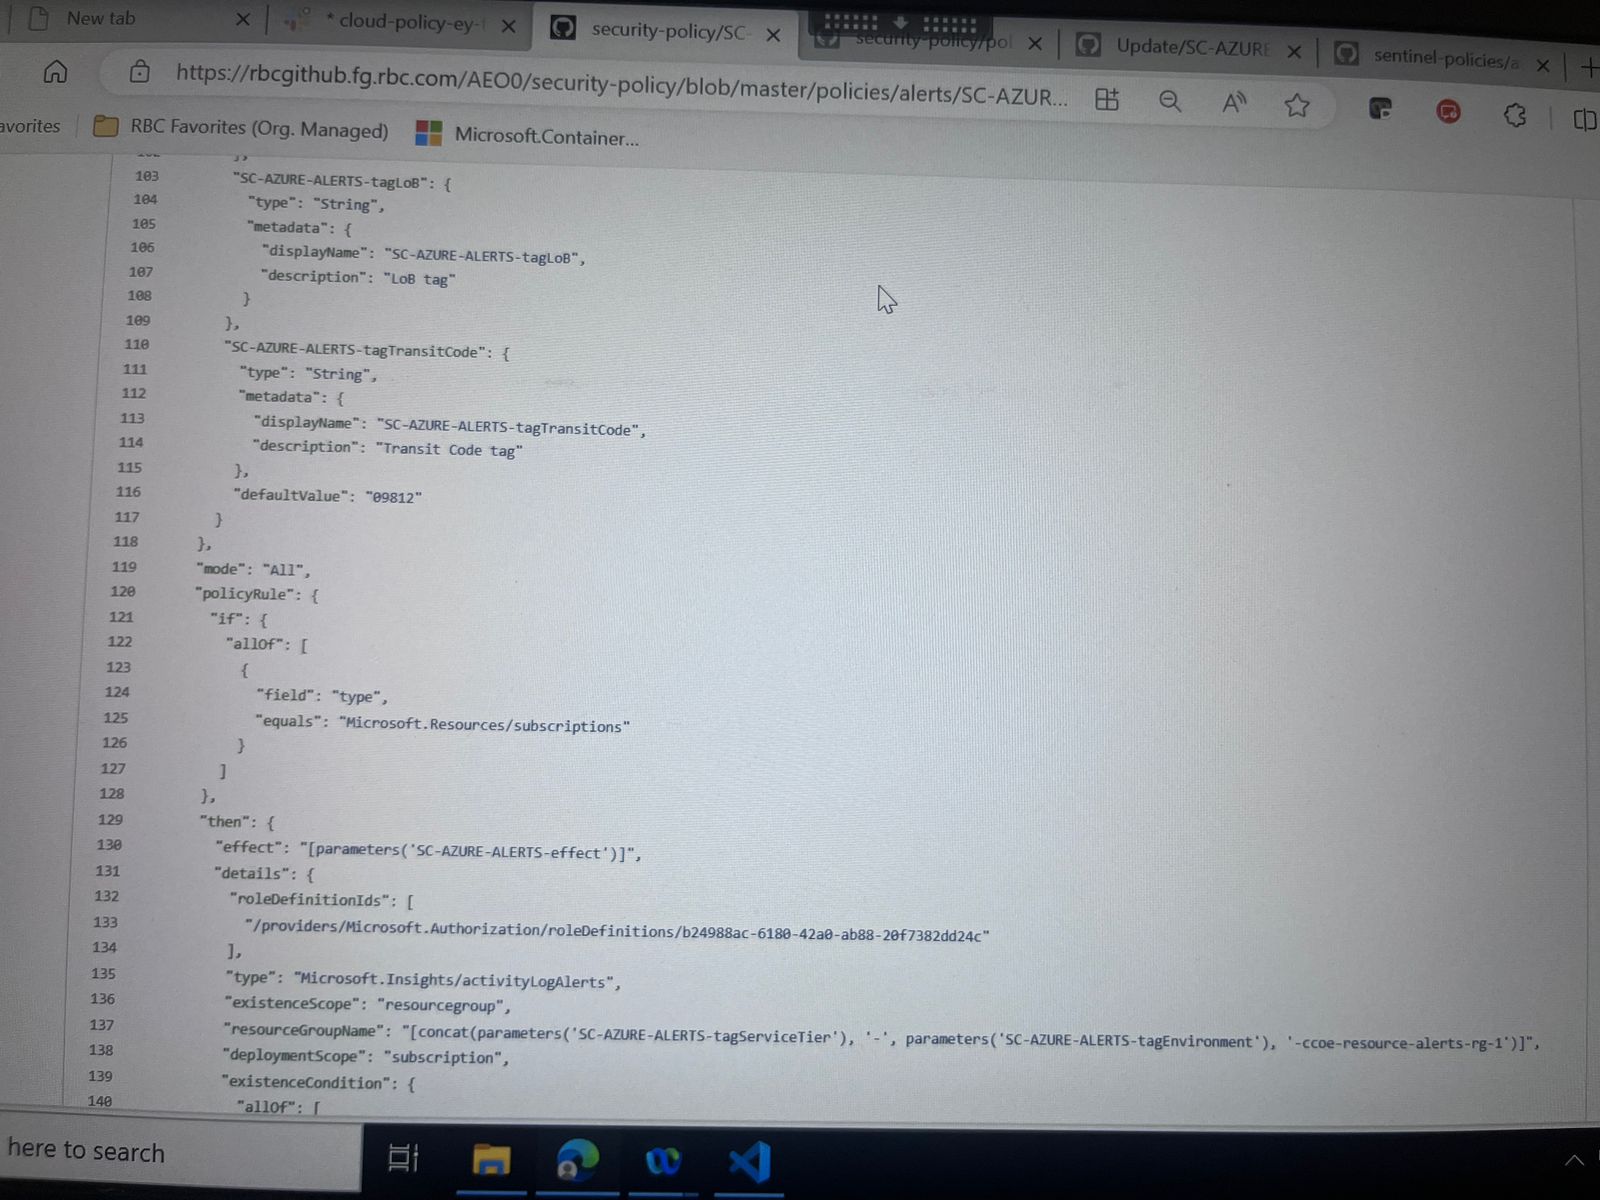 New tab
* cloud-policy-ey-
security-policy/SC-
security-policy/pol
Update/SC-AZURE
sentinel-policies/a
https://rbcgithub.fg.rbc.com/AEO0/security-policy/blob/master/policies/alerts/SC-AZUR...
avorites
RBC Favorites (Org. Managed)
Microsoft.Container...
102 },
103 "SC-AZURE-ALERTS-tagLoB": {
104 "type": "String",
105 "metadata": {
106 "displayName": "SC-AZURE-ALERTS-tagLoB",
107 "description": "LoB tag"
108 }
109 },
110 "SC-AZURE-ALERTS-tagTransitCode": {
111 "type": "String",
112 "metadata": {
113 "displayName": "SC-AZURE-ALERTS-tagTransitCode",
114 "description": "Transit Code tag"
115 },
116 "defaultValue": "09812"
117 }
118 },
119 "mode": "All",
120 "policyRule": {
121 "if": {
122 "allOf": [
123 {
124 "field": "type",
125 "equals": "Microsoft.Resources/subscriptions"
126 }
127 ]
128 },
129 "then": {
130 "effect": "[parameters('SC-AZURE-ALERTS-effect')]",
131 "details": {
132 "roleDefinitionIds": [
133 "/providers/Microsoft.Authorization/roleDefinitions/b24988ac-6180-42a0-ab88-20f7382dd24c"
134 ],
135 "type": "Microsoft.Insights/activityLogAlerts",
136 "existenceScope": "resourcegroup",
137 "resourceGroupName": "[concat(parameters('SC-AZURE-ALERTS-tagServiceTier'), '-', parameters('SC-AZURE-ALERTS-tagEnvironment'), '-ccoe-resource-alerts-rg-1')]",
138 "deploymentScope": "subscription",
139 "existenceCondition": {
140 "allOf": [
here to search